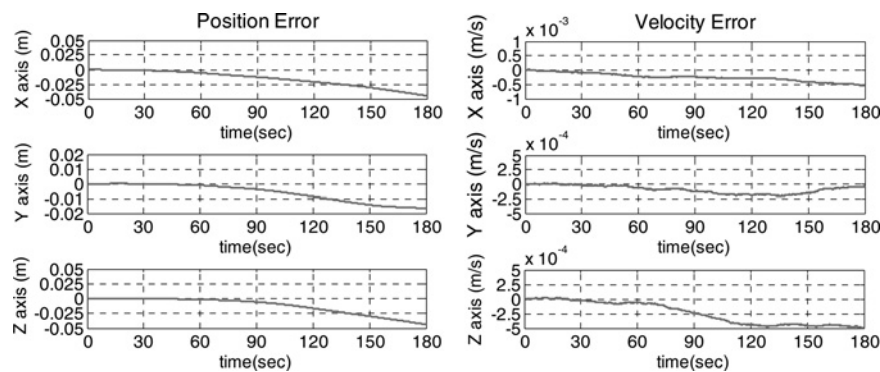 Position Error
X axis (m)
0.05
0.025
0
-0.025
-0.05
0 30 60 90 120 150 180
time(sec)
Y axis (m)
0.02
0.01
0
-0.01
-0.02
0 30 60 90 120 150 180
time(sec)
Z axis (m)
0.05
0.025
0
-0.025
-0.05
0 30 60 90 120 150 180
time(sec)
Velocity Error
x 10⁻³
X axis (m/s)
1
0.5
0
-0.5
-1
0 30 60 90 120 150 180
time(sec)
x 10⁻⁴
Y axis (m/s)
5
2.5
0
-2.5
-5
0 30 60 90 120 150 180
time(sec)
x 10⁻⁴
Z axis (m/s)
5
2.5
0
-2.5
-5
0 30 60 90 120 150 180
time(sec)